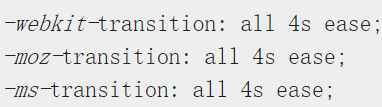 -webkit-transition: all 4s ease;
-moz-transition: all 4s ease;
-ms-transition: all 4s ease;